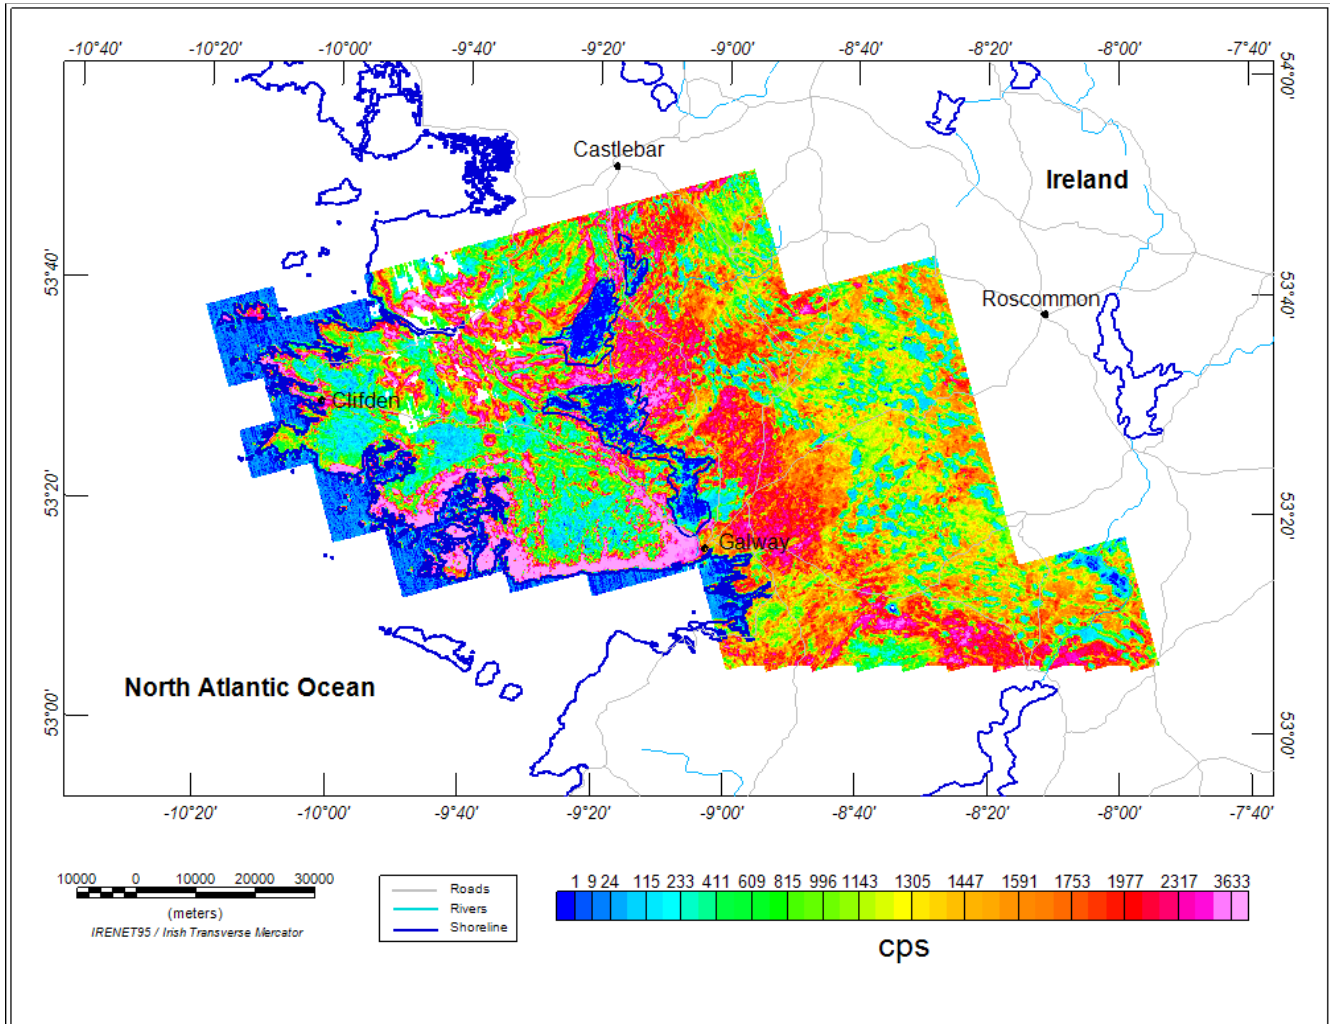 -10°40' -10°20' -10°00' -9°40' -9°20' -9°00' -8°40' -8°20' -8°00' -7°40'
54°00'
Castlebar
Ireland
53°40'
53°40'
Roscommon
Clifden
53°20'
53°20'
Galway
North Atlantic Ocean
53°00'
53°00'
-10°20' -10°00' -9°40' -9°20' -9°00' -8°40' -8°20' -8°00' -7°40'
10000 0 10000 20000 30000
(meters)
IRENET95 / Irish Transverse Mercator
Roads
Rivers
Shoreline
1 9 24 115 233 411 609 815 996 1143 1305 1447 1591 1753 1977 2317 3633
cps